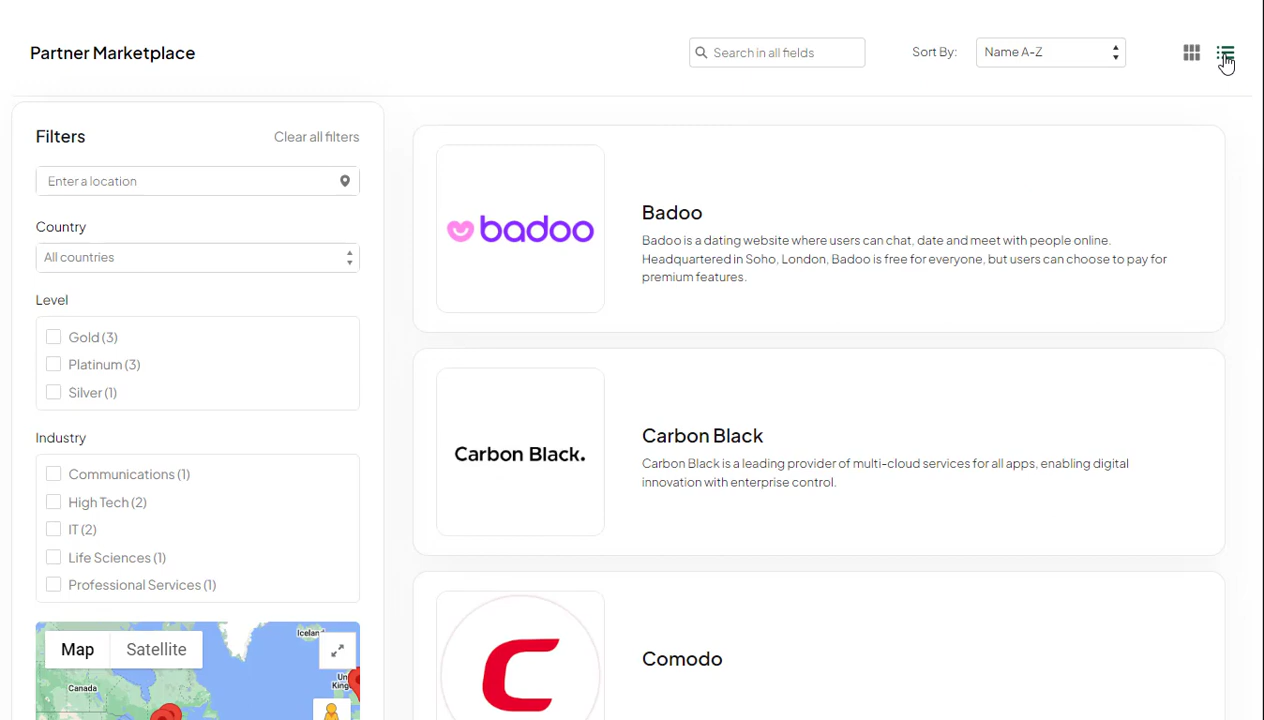 Partner Marketplace
Search in all fields
Sort By:
Name A-Z
Filters
Clear all filters
Enter a location
Country
All countries
Level
Gold (3)
Platinum (3)
Silver (1)
Industry
Communications (1)
High Tech (2)
IT (2)
Life Sciences (1)
Professional Services (1)
Map
Satellite
Canada
badoo
Badoo
Badoo is a dating website where users can chat, date and meet with people online.
Headquartered in Soho, London, Badoo is free for everyone, but users can choose to pay for
premium features.
Carbon Black.
Carbon Black
Carbon Black is a leading provider of multi-cloud services for all apps, enabling digital
innovation with enterprise control.
Comodo